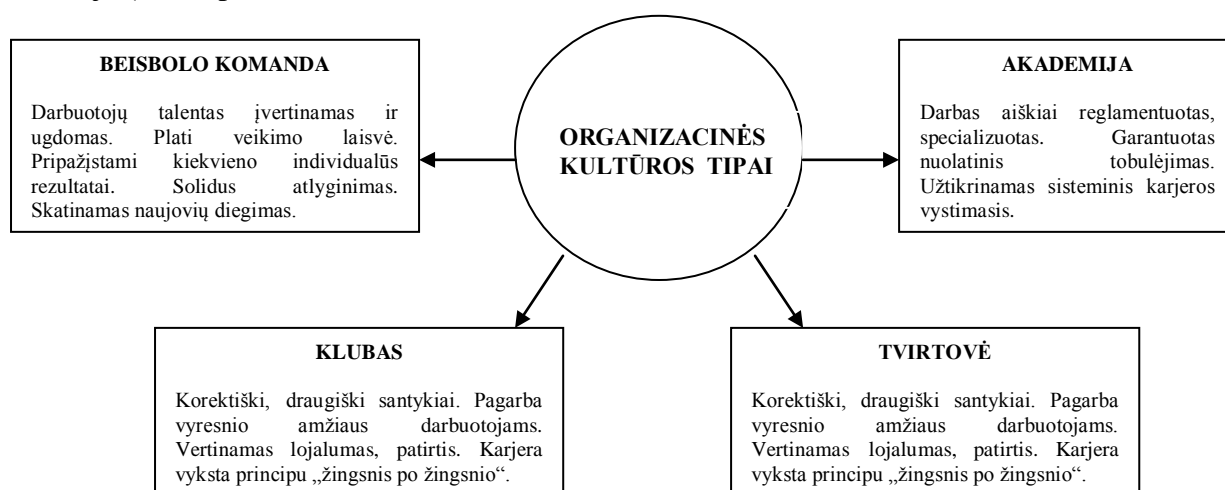 BEISBOLO KOMANDA
Darbuotojų talentas įvertinamas ir
ugdomas. Plati veikimo laisvė.
Pripažįstami kiekvieno individualūs
rezultatai. Solidus atlyginimas.
Skatinamas naujovių diegimas.
ORGANIZACINĖS
KULTŪROS TIPAI
AKADEMIJA
Darbas aiškiai reglamentuotas,
specializuotas. Garantuotas
nuolatinis tobulėjimas.
Užtikrinamas sisteminis karjeros
vystimasis.
KLUBAS
Korektiški, draugiški santykiai. Pagarba
vyresnio amžiaus darbuotojams.
Vertinamas lojalumas, patirtis. Karjera
vyksta principu „žingsnis po žingsnio“.
TVIRTOVĖ
Korektiški, draugiški santykiai. Pagarba
vyresnio amžiaus darbuotojams.
Vertinamas lojalumas, patirtis. Karjera
vyksta principu „žingsnis po žingsnio“.